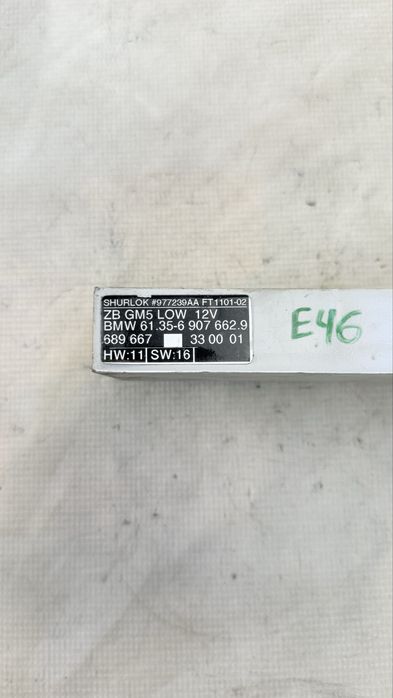 SHURLOK #977239AA FT1101-02
ZB GM5 LOW 12V
BMW 61.35-6 907 662.9
689 667 33 00 01
HW:11 SW:16
E46